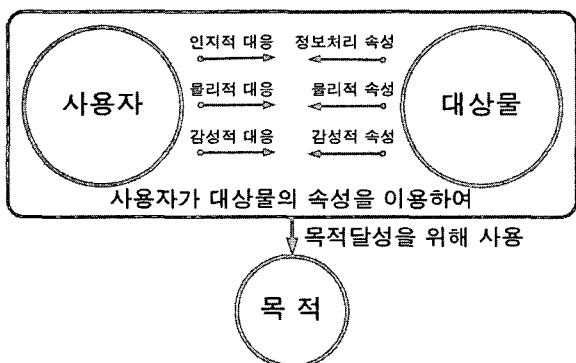 인지적 대응 정보처리 속성
사용자 물리적 대응 물리적 속성 대상물
감성적 대응 감성적 속성
사용자가 대상물의 속성을 이용하여
목적달성을 위해 사용
목 적